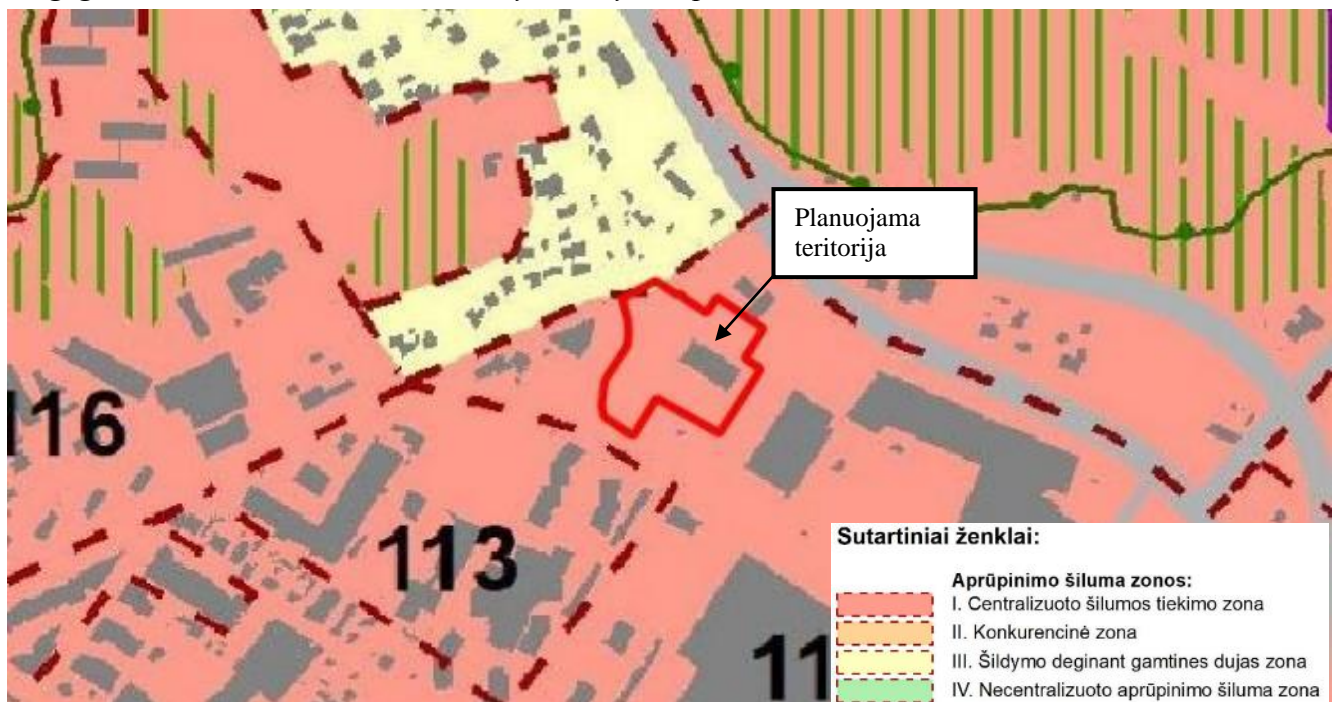 Planuojama
teritorija
116
113
11
Sutartiniai ženklai:
Aprūpinimo šiluma zonos:
I. Centralizuoto šilumos tiekimo zona
II. Konkurencinė zona
III. Šildymo deginant gamtines dujas zona
IV. Necentralizuoto aprūpinimo šiluma zona